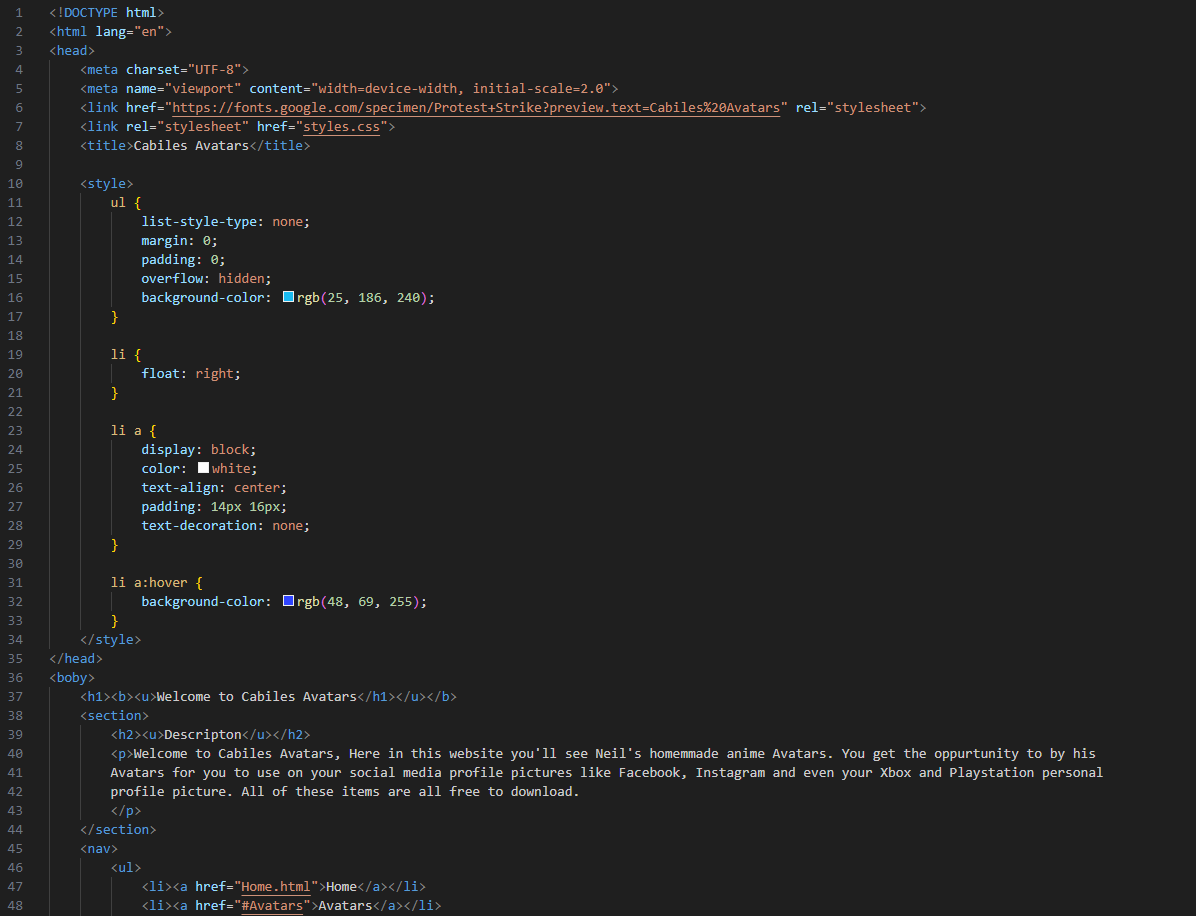 1 <!DOCTYPE html>
2 <html lang="en">
3 <head>
4     <meta charset="UTF-8">
5     <meta name="viewport" content="width=device-width, initial-scale=2.0">
6     <link href="https://fonts.google.com/specimen/Protest+Strike?preview.text=Cabiles%20Avatars" rel="stylesheet">
7     <link rel="stylesheet" href="styles.css">
8     <title>Cabiles Avatars</title>
9
10     <style>
11         ul {
12             list-style-type: none;
13             margin: 0;
14             padding: 0;
15             overflow: hidden;
16             background-color: rgb(25, 186, 240);
17         }
18
19         li {
20             float: right;
21         }
22
23         li a {
24             display: block;
25             color: white;
26             text-align: center;
27             padding: 14px 16px;
28             text-decoration: none;
29         }
30
31         li a:hover {
32             background-color: rgb(48, 69, 255);
33         }
34     </style>
35 </head>
36 <boby>
37     <h1><b><u>Welcome to Cabiles Avatars</h1></u></b>
38     <section>
39         <h2><u>Descripton</u></h2>
40         <p>Welcome to Cabiles Avatars, Here in this website you'll see Neil's homemmade anime Avatars. You get the oppurtunity to by his
41         Avatars for you to use on your social media profile pictures like Facebook, Instagram and even your Xbox and Playstation personal
42         profile picture. All of these items are all free to download.
43         </p>
44     </section>
45     <nav>
46         <ul>
47             <li><a href="Home.html">Home</a></li>
48             <li><a href="#Avatars">Avatars</a></li>